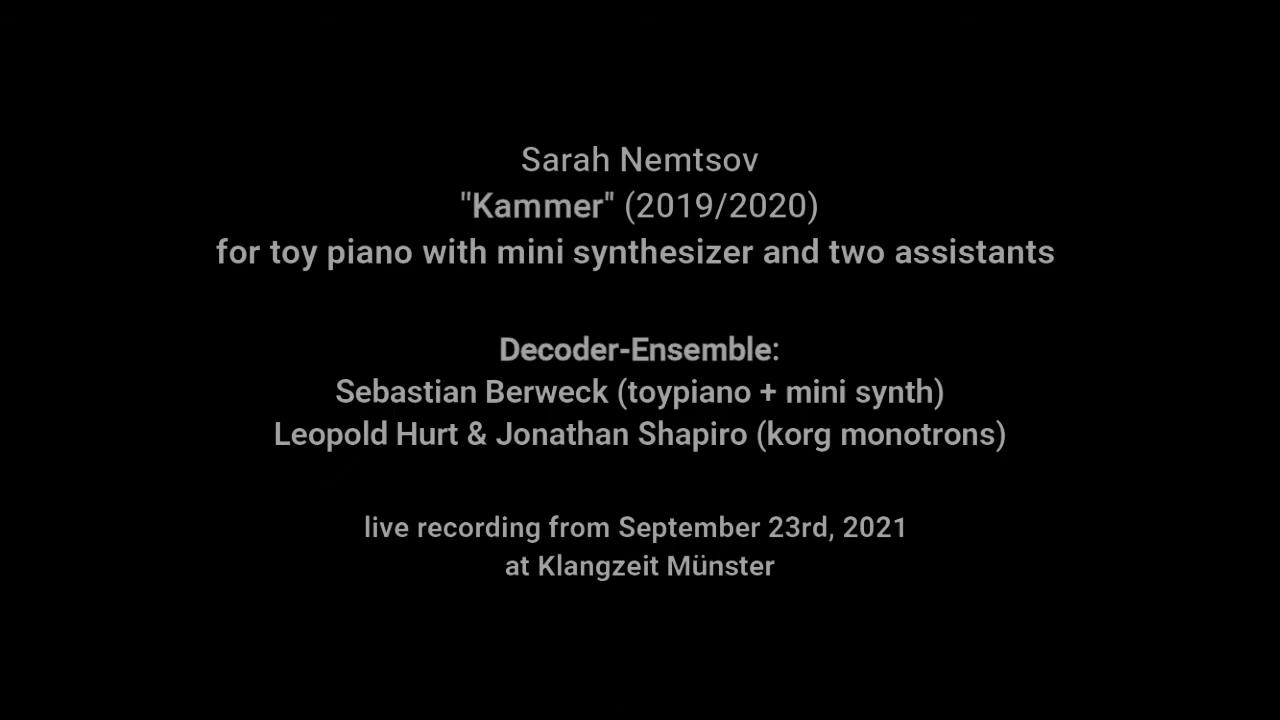 Sarah Nemtsov
"Kammer" (2019/2020)
for toy piano with mini synthesizer and two assistants
Decoder-Ensemble:
Sebastian Berweck (toypiano + mini synth)
Leopold Hurt & Jonathan Shapiro (korg monotrons)
live recording from September 23rd, 2021
at Klangzeit Münster